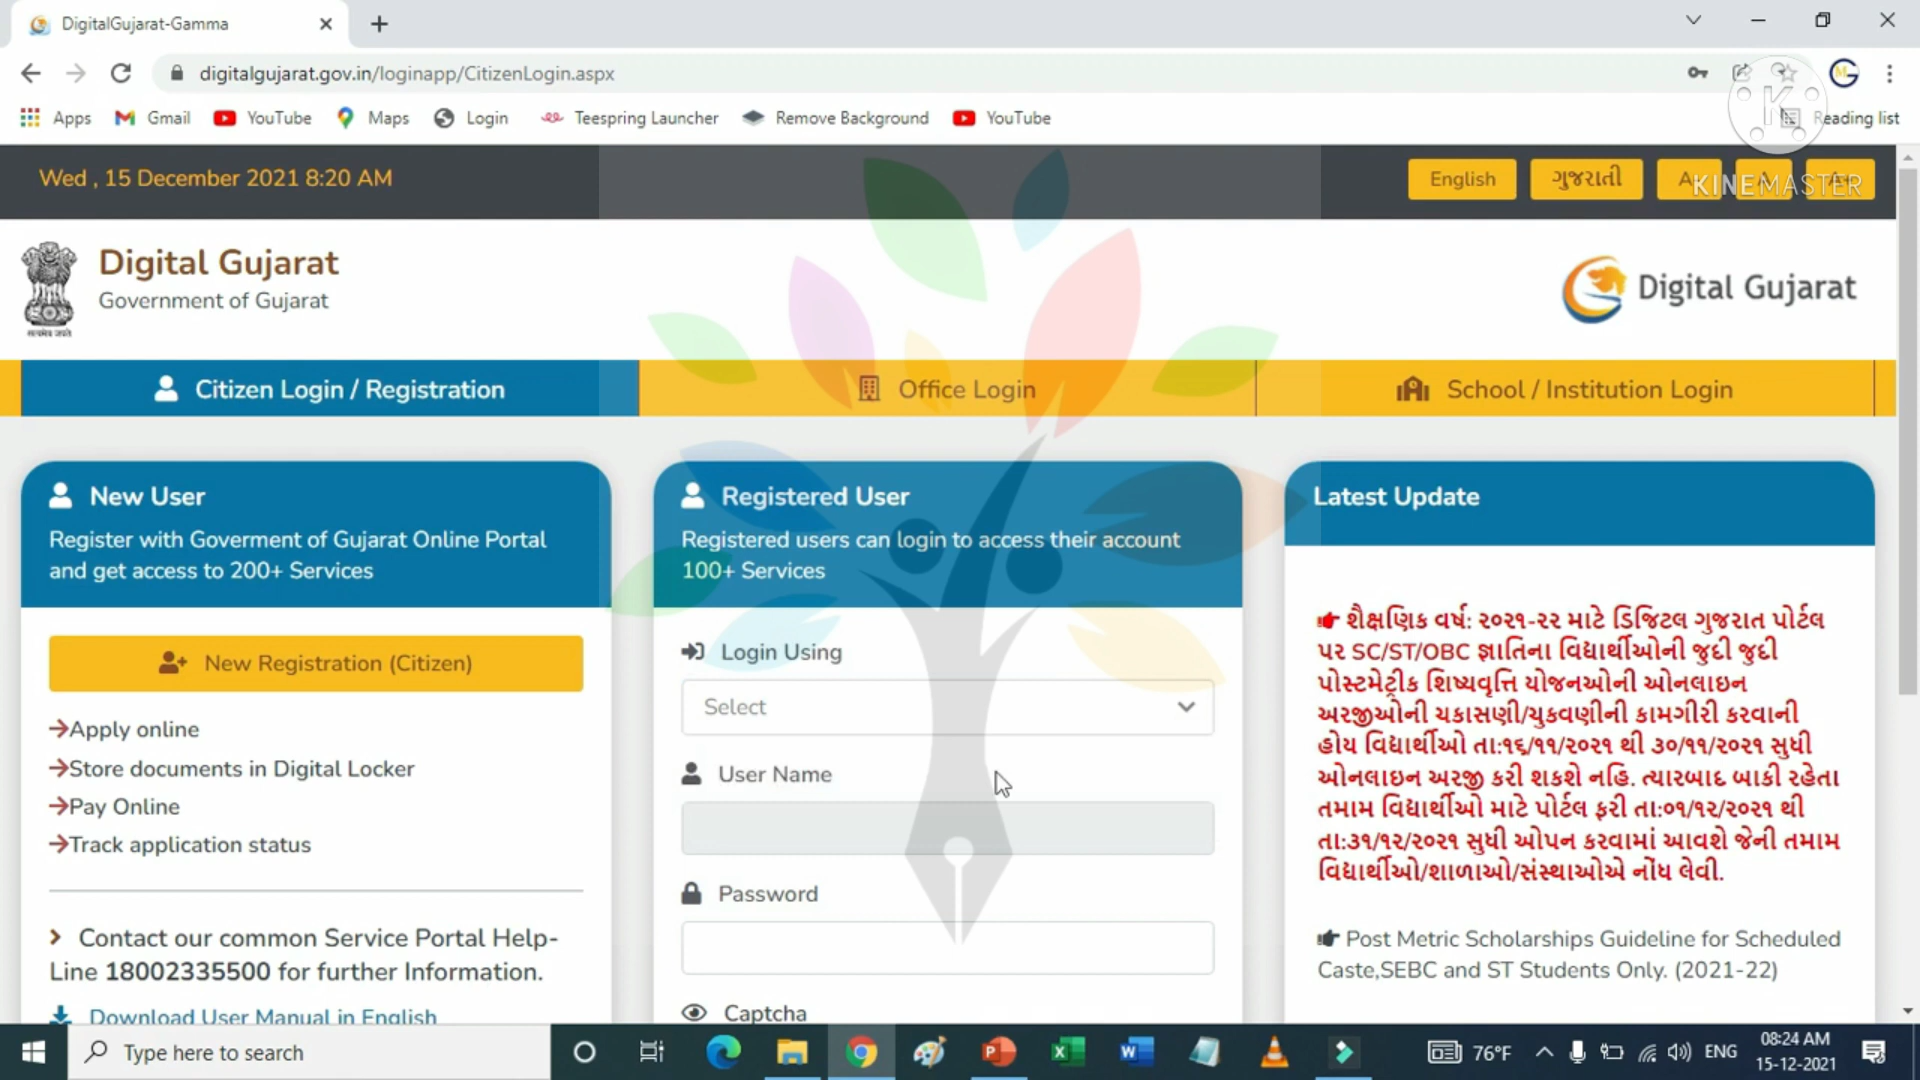 DigitalGujarat-Gamma
digitalgujarat.gov.in/loginapp/CitizenLogin.aspx
Apps Gmail YouTube Maps Login Teespring Launcher Remove Background YouTube Reading list
Wed , 15 December 2021 8:20 AM
English ગુજરાતી
KINEMASTER
Digital Gujarat
Government of Gujarat
Digital Gujarat
Citizen Login / Registration
Office Login
School / Institution Login
New User
Register with Goverment of Gujarat Online Portal
and get access to 200+ Services
New Registration (Citizen)
Apply online
Store documents in Digital Locker
Pay Online
Track application status
Contact our common Service Portal Help-
Line 18002335500 for further Information.
Download User Manual in English
Registered User
Registered users can login to access their account
100+ Services
Login Using
Select
User Name
Password
Captcha
Latest Update
શૈક્ષણિક વર્ષ: ૨૦૨૧-૨૨ માટે ડિજિટલ ગુજરાત પોર્ટલ
પર SC/ST/OBC જ્ઞાતિના વિદ્યાર્થીઓની જુદી જુદી
પોસ્ટમેટ્રીક શિષ્યવૃત્તિ યોજનઓની ઓનલાઇન
અરજીઓની ચકાસણી/ચુકવણીની કામગીરી કરવાની
હોય વિદ્યાર્થીઓ તા:૧૬/૧૧/૨૦૨૧ થી ૩૦/૧૧/૨૦૨૧ સુધી
ઓનલાઇન અરજી કરી શકશે નહિ. ત્યારબાદ બાકી રહેતા
તમામ વિદ્યાર્થીઓ માટે પોર્ટલ ફરી તા:૦૧/૧૨/૨૦૨૧ થી
તા:૩૧/૧૨/૨૦૨૧ સુધી ઓપન કરવામાં આવશે જેની તમામ
વિદ્યાર્થીઓ/શાળાઓ/સંસ્થાઓએ નોંધ લેવી.
Post Metric Scholarships Guideline for Scheduled
Caste,SEBC and ST Students Only. (2021-22)
Type here to search
76°F
ENG
08:24 AM
15-12-2021